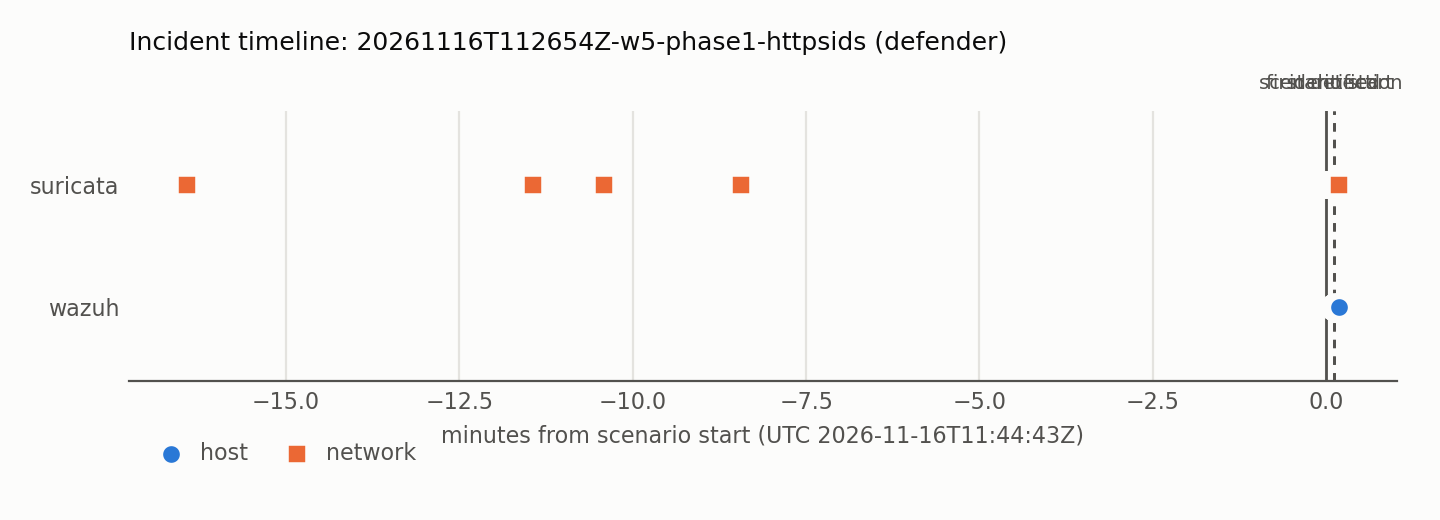 Incident timeline: 20261116T112654Z-w5-phase1-httpsids (defender)
suricata
wazuh
−15.0 −12.5 −10.0 −7.5 −5.0 −2.5 0.0
minutes from scenario start (UTC 2026-11-16T11:44:43Z)
host network